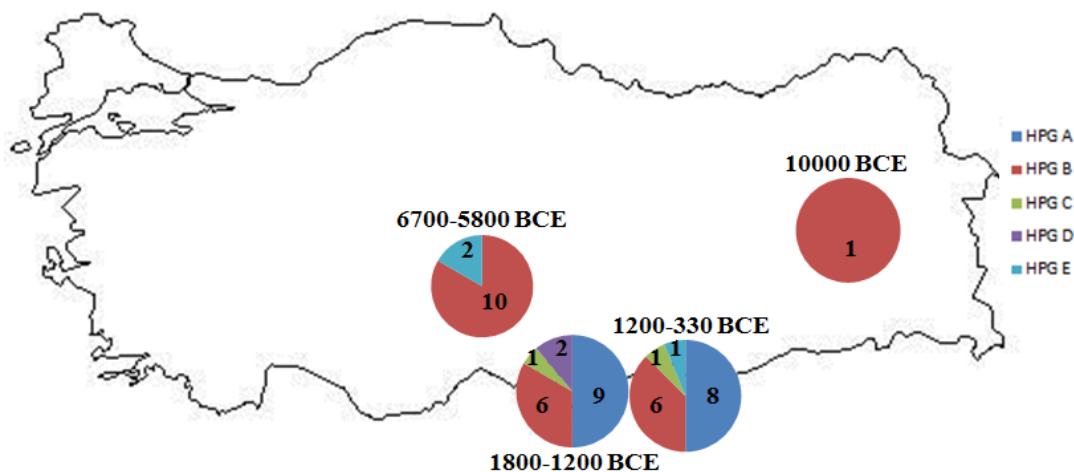 10000 BCE
1
6700-5800 BCE
2
10
1200-330 BCE
1
1
6
8
1
2
6
9
1800-1200 BCE
HPG A
HPG B
HPG C
HPG D
HPG E